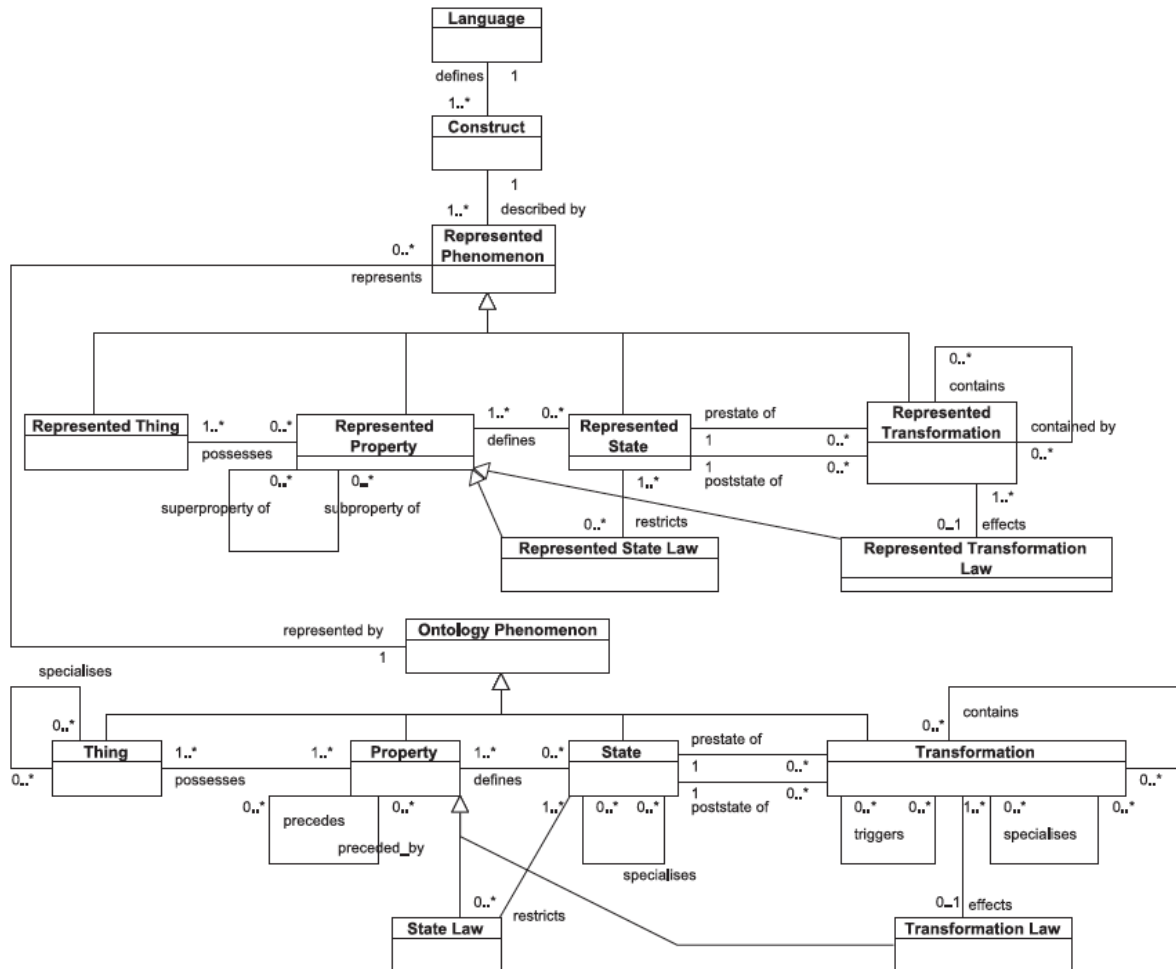 Language
defines 1
1..*
Construct
1
1..* described by
Represented
Phenomenon
0..*
represents
0..*
contains
Represented Thing
1..* 0..*
possesses
Represented
Property
1..* 0..*
defines
Represented
State
prestate of
1 0..*
1 0..*
poststate of
Represented
Transformation
contained by
0..*
0..* 0..*
superproperty of subproperty of
1..*
0..* restricts
1..*
0..1 effects
Represented State Law
Represented Transformation
Law
represented by
1
Ontology Phenomenon
specialises
0..*
0..*
Thing
1..* 1..*
possesses
Property
1..* 0..*
defines
State
prestate of
1 0..*
1 0..*
poststate of
Transformation
contains
0..*
0..*
0..* 0..*
precedes
preceded_by
1..*
0..* 0..*
specialises
0..* 0..*
triggers
1..*
0..* 0..*
specialises
0..* restricts
0..1 effects
State Law
Transformation Law